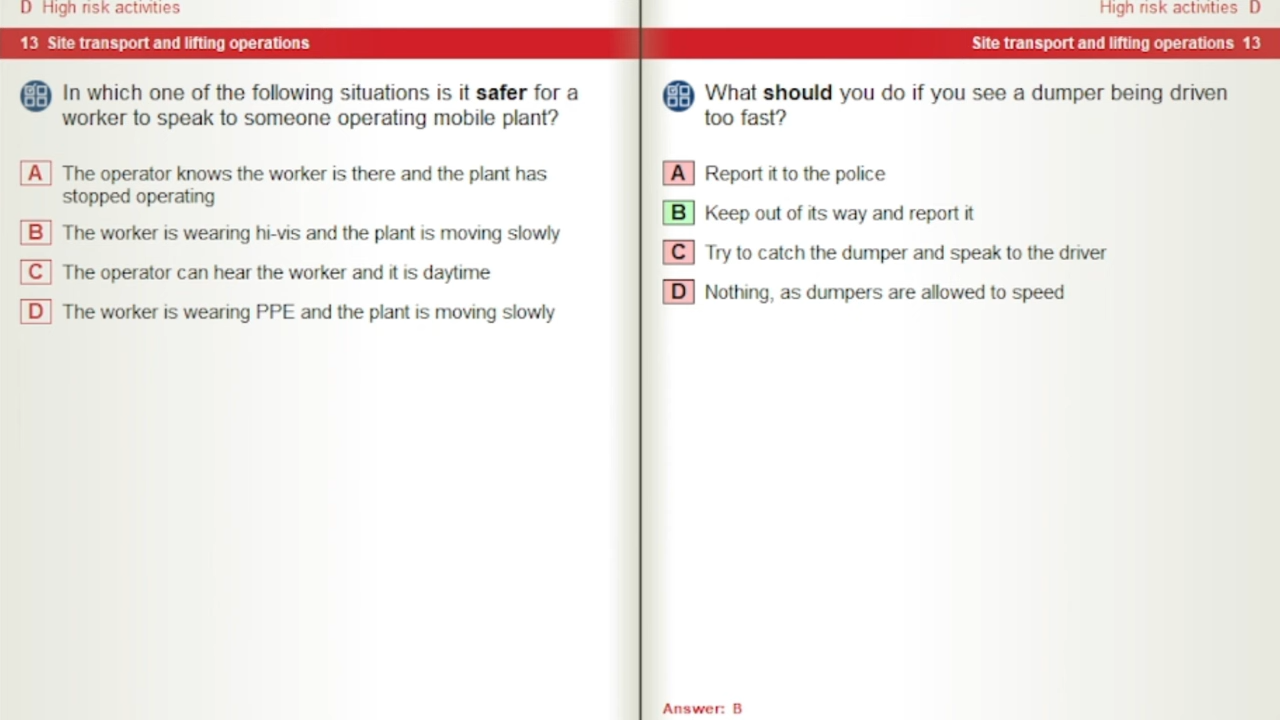 D High risk activities
13 Site transport and lifting operations
In which one of the following situations is it safer for a
worker to speak to someone operating mobile plant?
A The operator knows the worker is there and the plant has
stopped operating
B The worker is wearing hi-vis and the plant is moving slowly
C The operator can hear the worker and it is daytime
D The worker is wearing PPE and the plant is moving slowly
High risk activities D
Site transport and lifting operations 13
What should you do if you see a dumper being driven
too fast?
A Report it to the police
B Keep out of its way and report it
C Try to catch the dumper and speak to the driver
D Nothing, as dumpers are allowed to speed
Answer: B